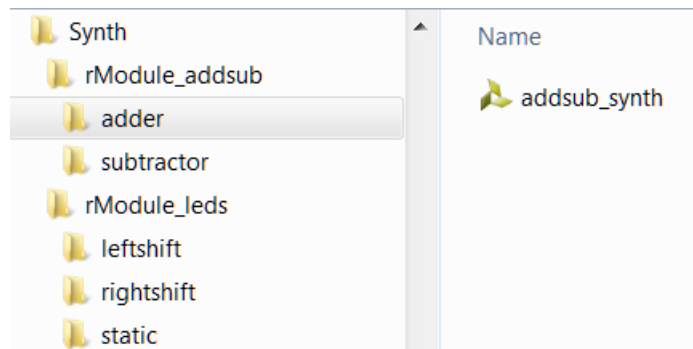 Synth
rModule_addsub
adder
subtractor
rModule_leds
leftshift
rightshift
static
Name
addsub_synth